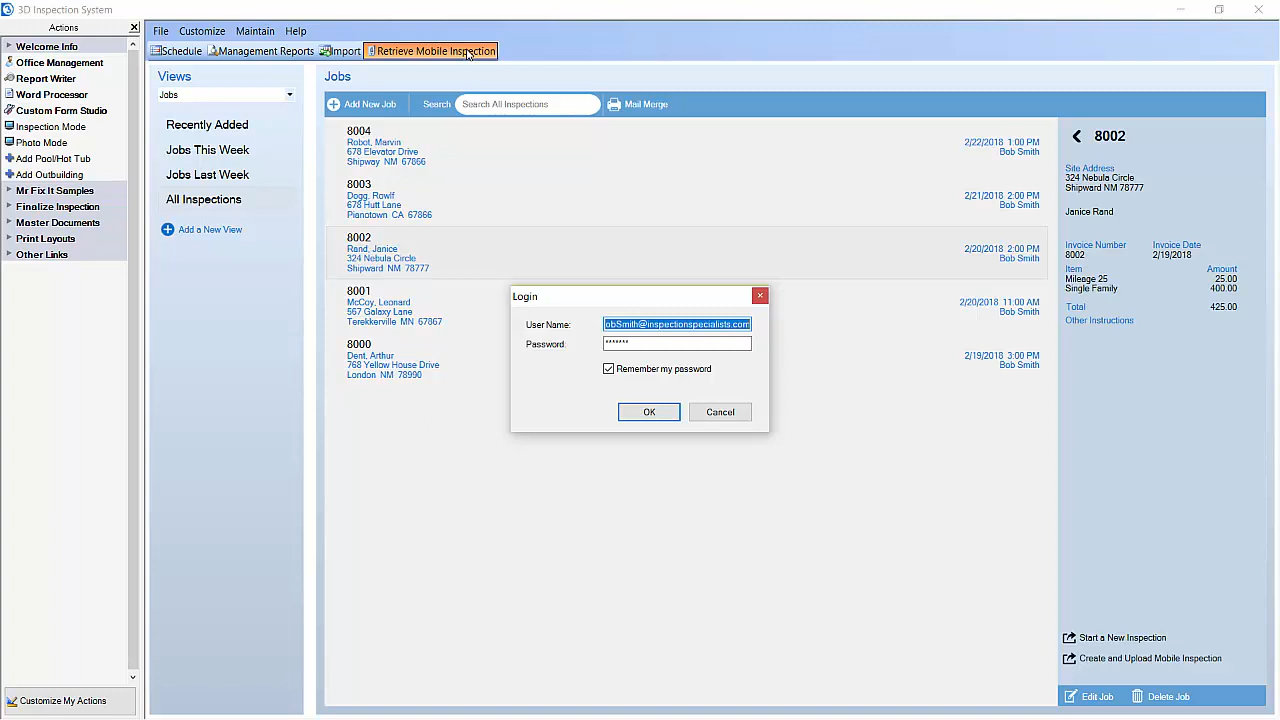 3D Inspection System
Actions
Welcome Info
Office Management
Report Writer
Word Processor
Custom Form Studio
Inspection Mode
Photo Mode
Add Pool/Hot Tub
Add Outbuilding
Mr Fix It Samples
Finalize Inspection
Master Documents
Print Layouts
Other Links
Customize My Actions
File Customize Maintain Help
Schedule Management Reports Import Retrieve Mobile Inspection
Views
Jobs
Recently Added
Jobs This Week
Jobs Last Week
All Inspections
Add a New View
Jobs
Add New Job Search Search All Inspections Mail Merge
8004
Robot, Marvin 2/22/2018 1:00 PM
678 Elevator Drive Bob Smith
Shipway NM 67866
8003
Dogg, Rowlf 2/21/2018 2:00 PM
678 Hutt Lane Bob Smith
Pianotown CA 67866
8002
Rand, Janice 2/20/2018 2:00 PM
324 Nebula Circle Bob Smith
Shipward NM 78777
8001
McCoy, Leonard 2/20/2018 11:00 AM
567 Galaxy Lane Bob Smith
Terekkerville MN 67867
8000
Dent, Arthur 2/19/2018 3:00 PM
768 Yellow House Drive Bob Smith
London NM 78990
Login
User Name: obSmith@inspectionspecialists.com
Password: *******
Remember my password
OK Cancel
8002
Site Address
324 Nebula Circle
Shipward NM 78777
Janice Rand
Invoice Number Invoice Date
8002 2/19/2018
Item Amount
Mileage 25 25.00
Single Family 400.00
Total 425.00
Other Instructions
Start a New Inspection
Create and Upload Mobile Inspection
Edit Job Delete Job